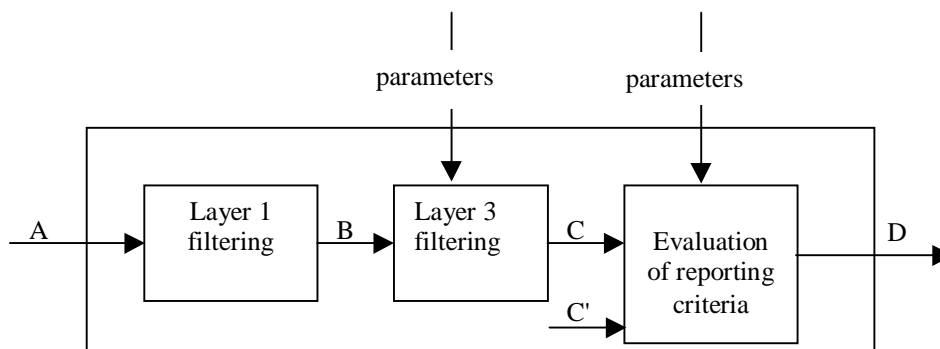 parameters
parameters
A
Layer 1
filtering
B
Layer 3
filtering
C
C'
Evaluation
of reporting
criteria
D